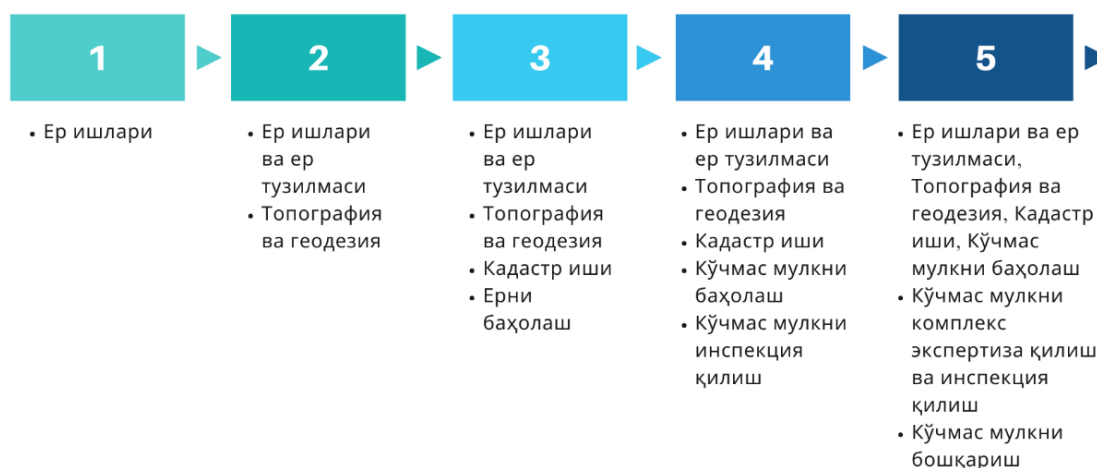 1
• Ер ишлари
2
• Ер ишлари
ва ер
тузилмаси
• Топография
ва геодезия
3
• Ер ишлари
ва ер
тузилмаси
• Топография
ва геодезия
• Кадастр иши
• Ерни
баҳолаш
4
• Ер ишлари ва
ер тузилмаси
• Топография ва
геодезия
• Кадастр иши
• Кўчмас мулкни
баҳолаш
• Кўчмас мулкни
инспекция
қилиш
5
• Ер ишлари ва ер
тузилмаси,
Топография ва
геодезия, Кадастр
иши, Кўчмас
мулкни баҳолаш
• Кўчмас мулкни
комплекс
экспертиза қилиш
ва инспекция
қилиш
• Кўчмас мулкни
бошқариш